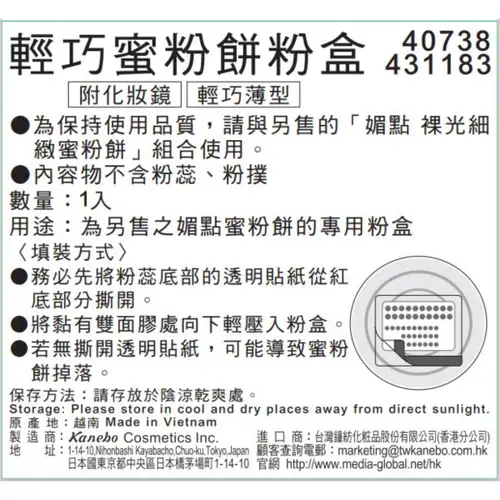 輕巧蜜粉餅粉盒 40738
431183
附化妝鏡 輕巧薄型
●為保持使用品質，請與另售的「媚點 裸光細
緻蜜粉餅」組合使用。
●內容物不含粉蕊、粉撲
數量：1入
用途：為另售之媚點蜜粉餅的專用粉盒
〈填裝方式〉
●務必先將粉蕊底部的透明貼紙從紅
底部分撕開。
●將黏有雙面膠處向下輕壓入粉盒。
●若無撕開透明貼紙，可能導致蜜粉
餅掉落。
保存方法：請存放於陰涼乾爽處。
Storage: Please store in cool and dry places away from direct sunlight.
原產地：越南 Made in Vietnam
製造商：Kanebo Cosmetics Inc.
進口商：台灣鐘紡化粧品股份有限公司(香港分公司)
地址：1-14-10,Nihonbashi Kayabacho,Chuo-ku,Tokyo,Japan
顧客查詢電郵：marketing@twkanebo.com.hk
日本國東京都中央區日本橋茅場町1-14-10
官網 http://www.media-global.net/hk